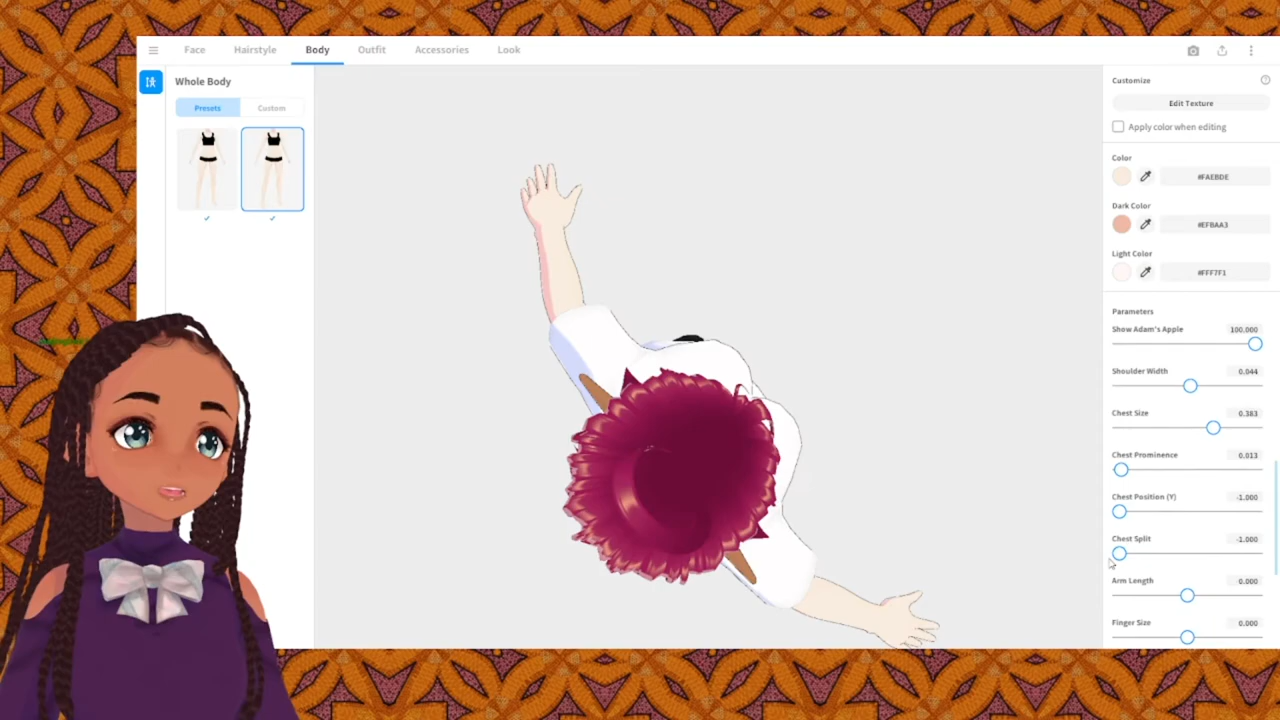 Face Hairstyle Body Outfit Accessories Look
Whole Body
Presets Custom
Customize
Edit Texture
Apply color when editing
Color
#FAEBDE
Dark Color
#EFBAA3
Light Color
#FFF7F1
Parameters
Show Adam's Apple 100.000
Shoulder Width 0.044
Chest Size 0.383
Chest Prominence 0.013
Chest Position (Y) -1.000
Chest Split -1.000
Arm Length 0.000
Finger Size 0.000